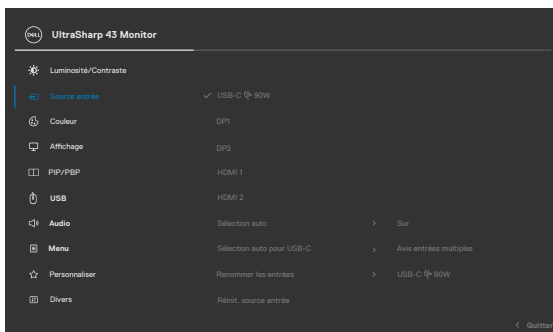 DELL UltraSharp 43 Monitor
Luminosité/Contraste
Source entrée USB-C 90W
Couleur DP1
Affichage DP2
PIP/PBP HDMI 1
USB HDMI 2
Audio Sélection auto > Sur
Menu Sélection auto pour USB-C > Avis entrées multiples
Personnaliser Renommer les entrées > USB-C 90W
Divers Réinit. source entrée
< Quitter